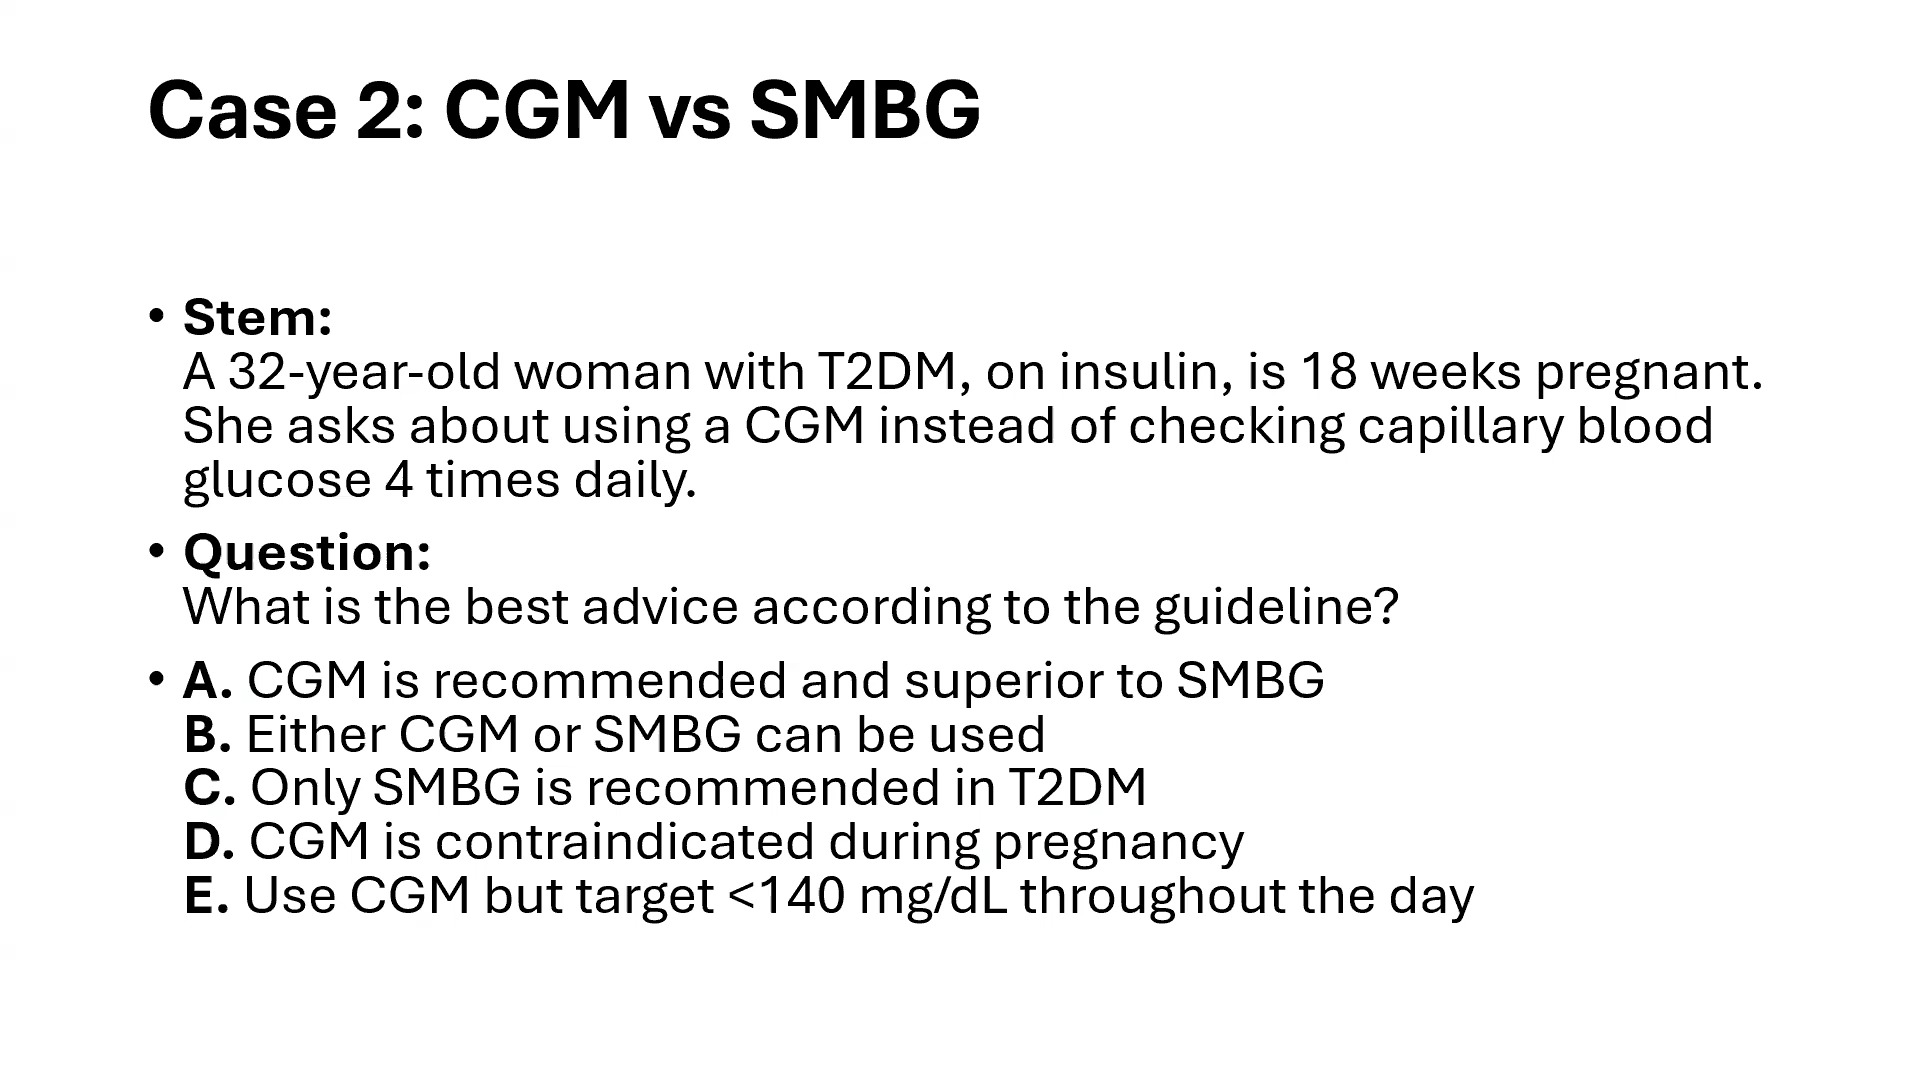 Case 2: CGM vs SMBG
• Stem:
A 32-year-old woman with T2DM, on insulin, is 18 weeks pregnant.
She asks about using a CGM instead of checking capillary blood
glucose 4 times daily.
• Question:
What is the best advice according to the guideline?
• A. CGM is recommended and superior to SMBG
B. Either CGM or SMBG can be used
C. Only SMBG is recommended in T2DM
D. CGM is contraindicated during pregnancy
E. Use CGM but target <140 mg/dL throughout the day